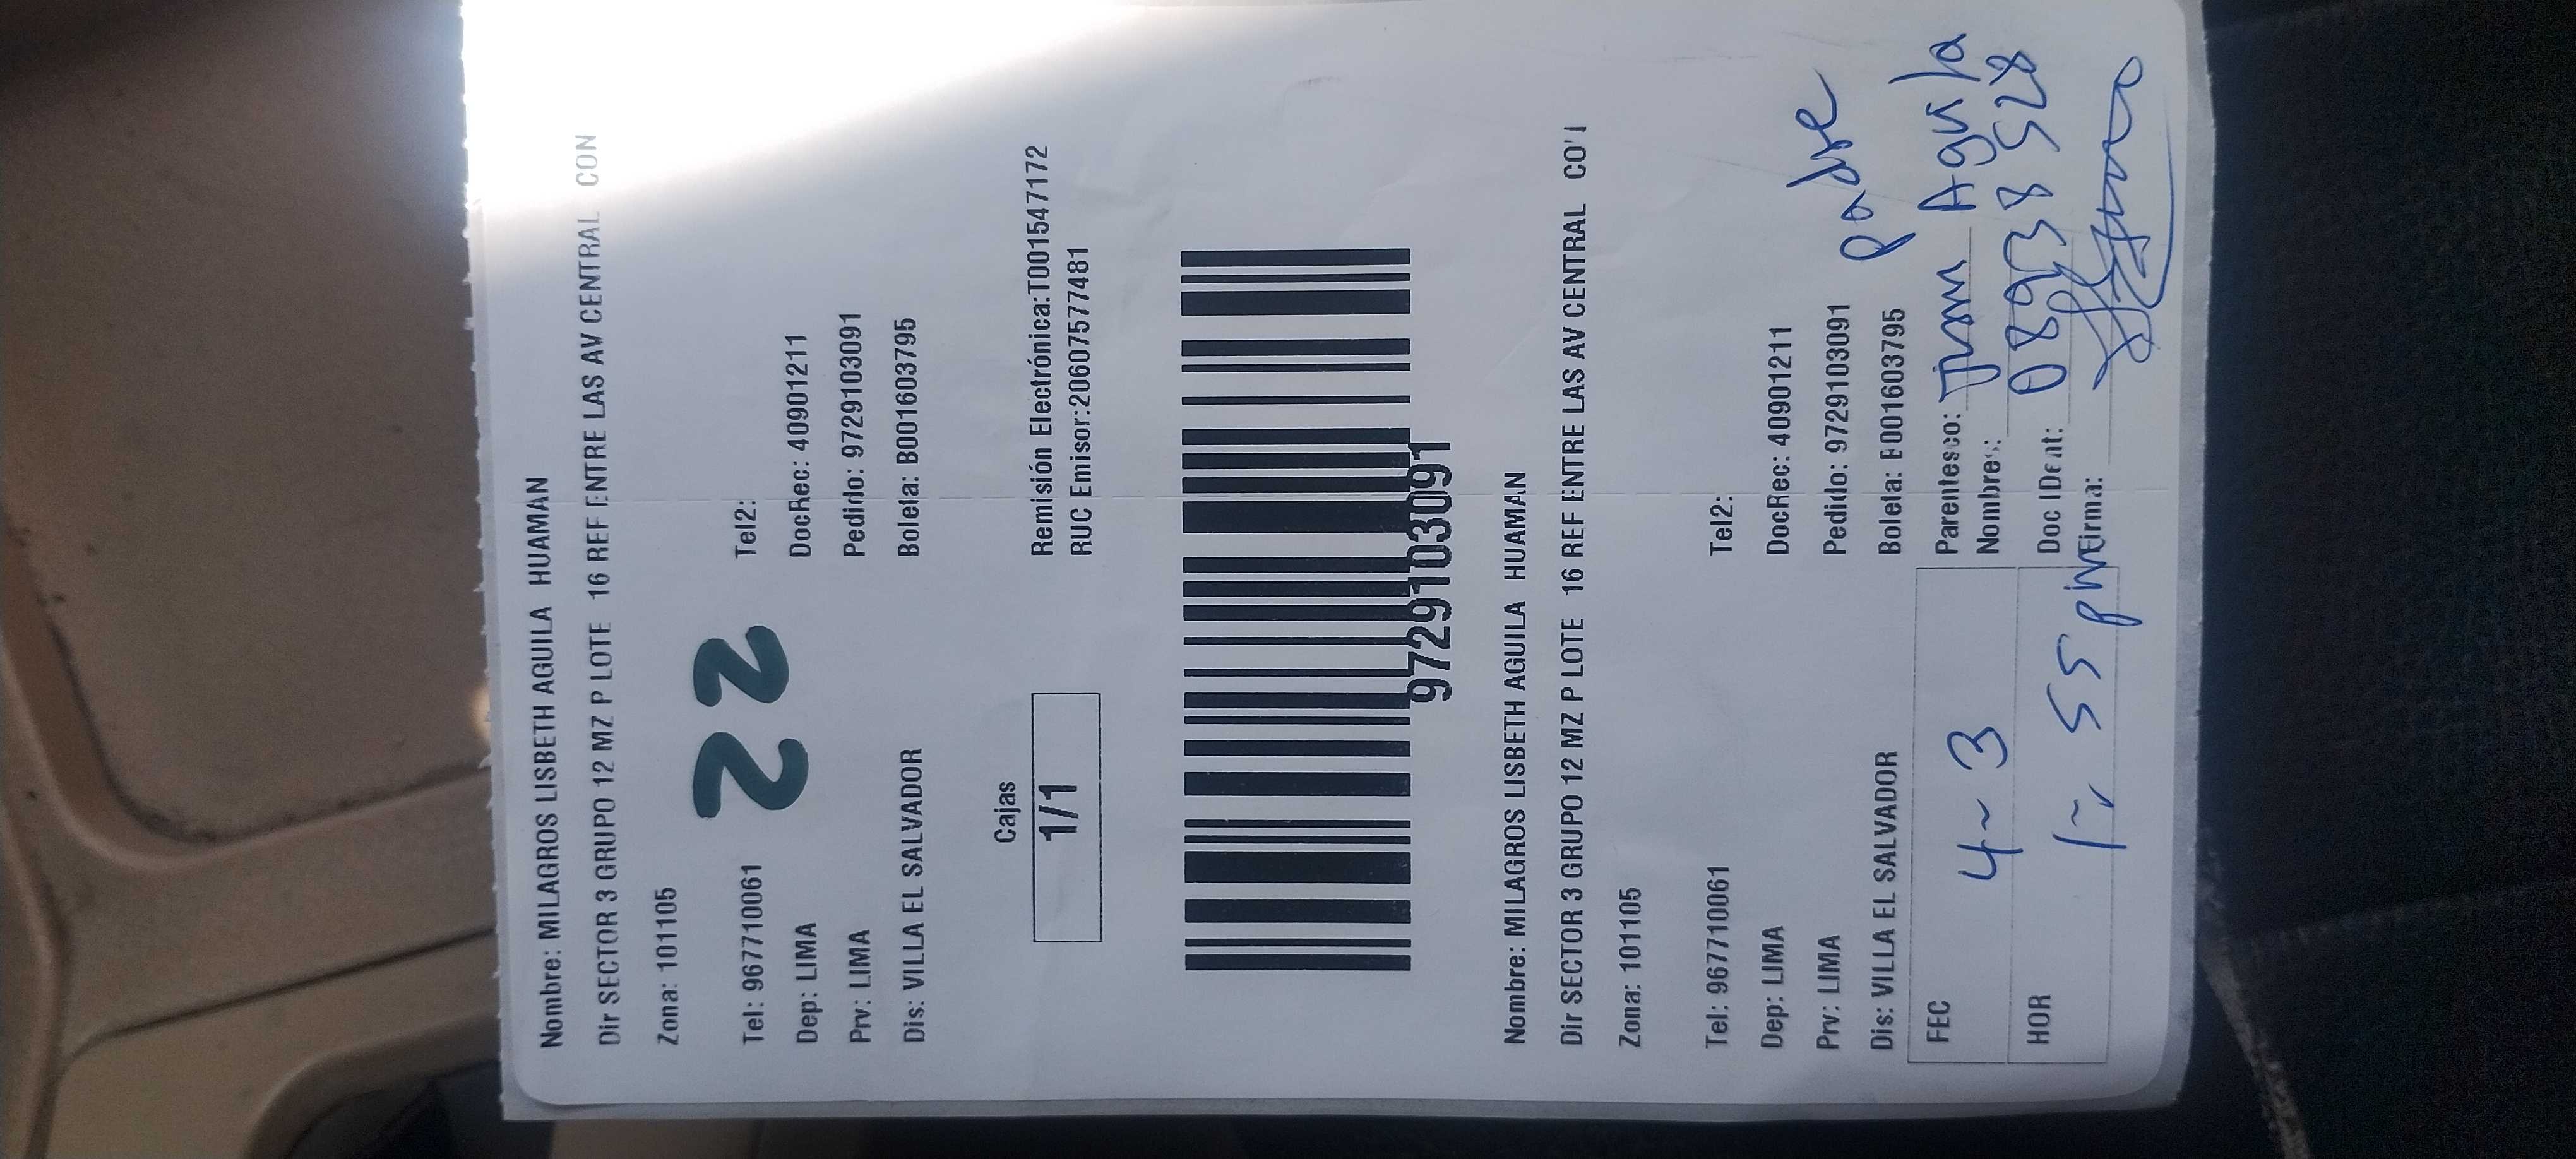 Nombre: MILAGROS LISBETH AGUILA HUAMAN
Dir SECTOR 3 GRUPO 12 MZ P LOTE 16 REF ENTRE LAS AV CENTRAL CON
Zona: 101105
22
Tel: 967710061 Tel2:
Dep: LIMA DocRec: 40901211
Prv: LIMA Pedido: 97291103091
Dis: VILLA EL SALVADOR Boleta: B001603795
Cajas
1/1
Remisión Electrónica:T001547172
RUC Emisor:20607577481
97291103091
Nombre: MILAGROS LISBETH AGUILA HUAMAN
Dir SECTOR 3 GRUPO 12 MZ P LOTE 16 REF ENTRE LAS AV CENTRAL
Zona: 101105
Tel: 967710061 Tel2:
Dep: LIMA DocRec: 40901211
Prv: LIMA Pedido: 97291103091
Dis: VILLA EL SALVADOR Boleta: B001603795
Padre
FEC 4-3
Parentesco:
Nombre: Aguila
HOR 1:55 pm
Doc IDent: 08938528
Firma: